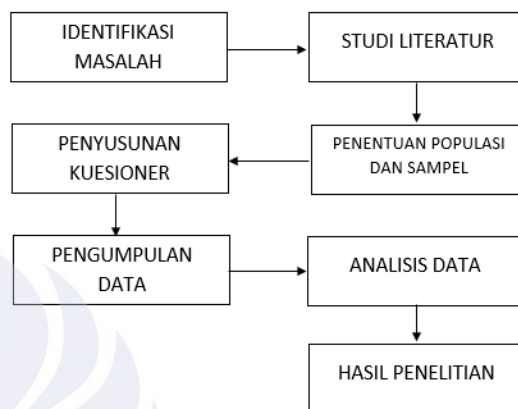 IDENTIFIKASI
MASALAH
STUDI LITERATUR
PENENTUAN POPULASI
DAN SAMPEL
PENYUSUNAN
KUESIONER
PENGUMPULAN
DATA
ANALISIS DATA
HASIL PENELITIAN